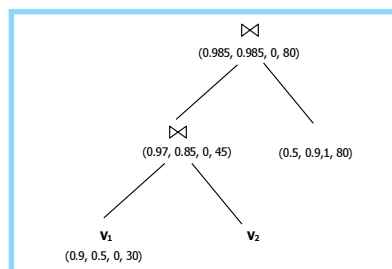 ⋈
(0.985, 0.985, 0, 80)
⋈
(0.97, 0.85, 0, 45)
(0.5, 0.9,1, 80)
V₁
V₂
(0.9, 0.5, 0, 30)